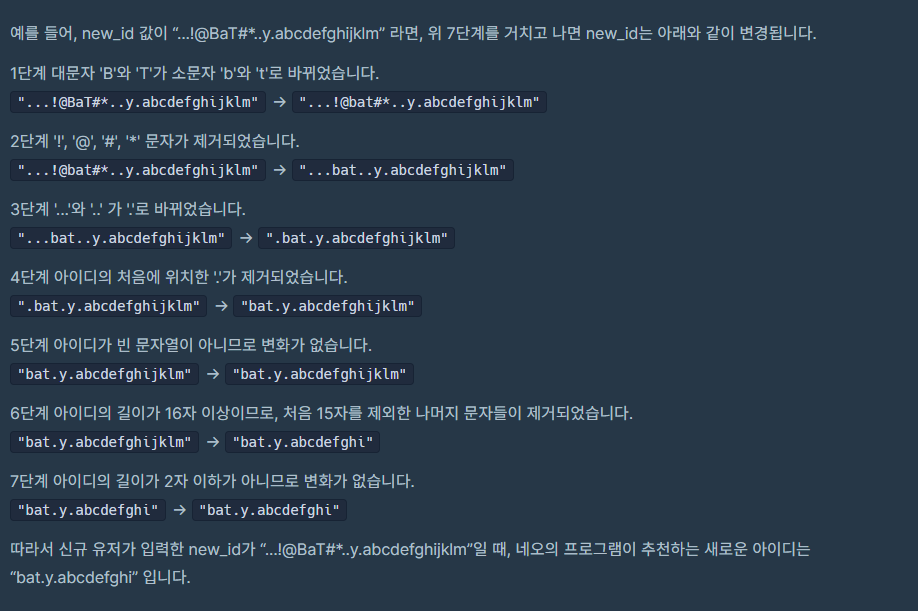 예를 들어, new_id 값이 “...!@BaT#*..y.abcdefghijklm” 라면, 위 7단계를 거치고 나면 new_id는 아래와 같이 변경됩니다.
1단계 대문자 'B'와 'T'가 소문자 'b'와 't'로 바뀌었습니다.
"...!@BaT#*..y.abcdefghijklm" → "...!@bat#*..y.abcdefghijklm"
2단계 '!', '@', '#', '*' 문자가 제거되었습니다.
"...!@bat#*..y.abcdefghijklm" → "...bat..y.abcdefghijklm"
3단계 '...'와 '..' 가 '.'로 바뀌었습니다.
"...bat..y.abcdefghijklm" → ".bat.y.abcdefghijklm"
4단계 아이디의 처음에 위치한 '.'가 제거되었습니다.
".bat.y.abcdefghijklm" → "bat.y.abcdefghijklm"
5단계 아이디가 빈 문자열이 아니므로 변화가 없습니다.
"bat.y.abcdefghijklm" → "bat.y.abcdefghijklm"
6단계 아이디의 길이가 16자 이상이므로, 처음 15자를 제외한 나머지 문자들이 제거되었습니다.
"bat.y.abcdefghijklm" → "bat.y.abcdefghi"
7단계 아이디의 길이가 2자 이하가 아니므로 변화가 없습니다.
"bat.y.abcdefghi" → "bat.y.abcdefghi"
따라서 신규 유저가 입력한 new_id가 “...!@BaT#*..y.abcdefghijklm”일 때, 네오의 프로그램이 추천하는 새로운 아이디는
“bat.y.abcdefghi” 입니다.